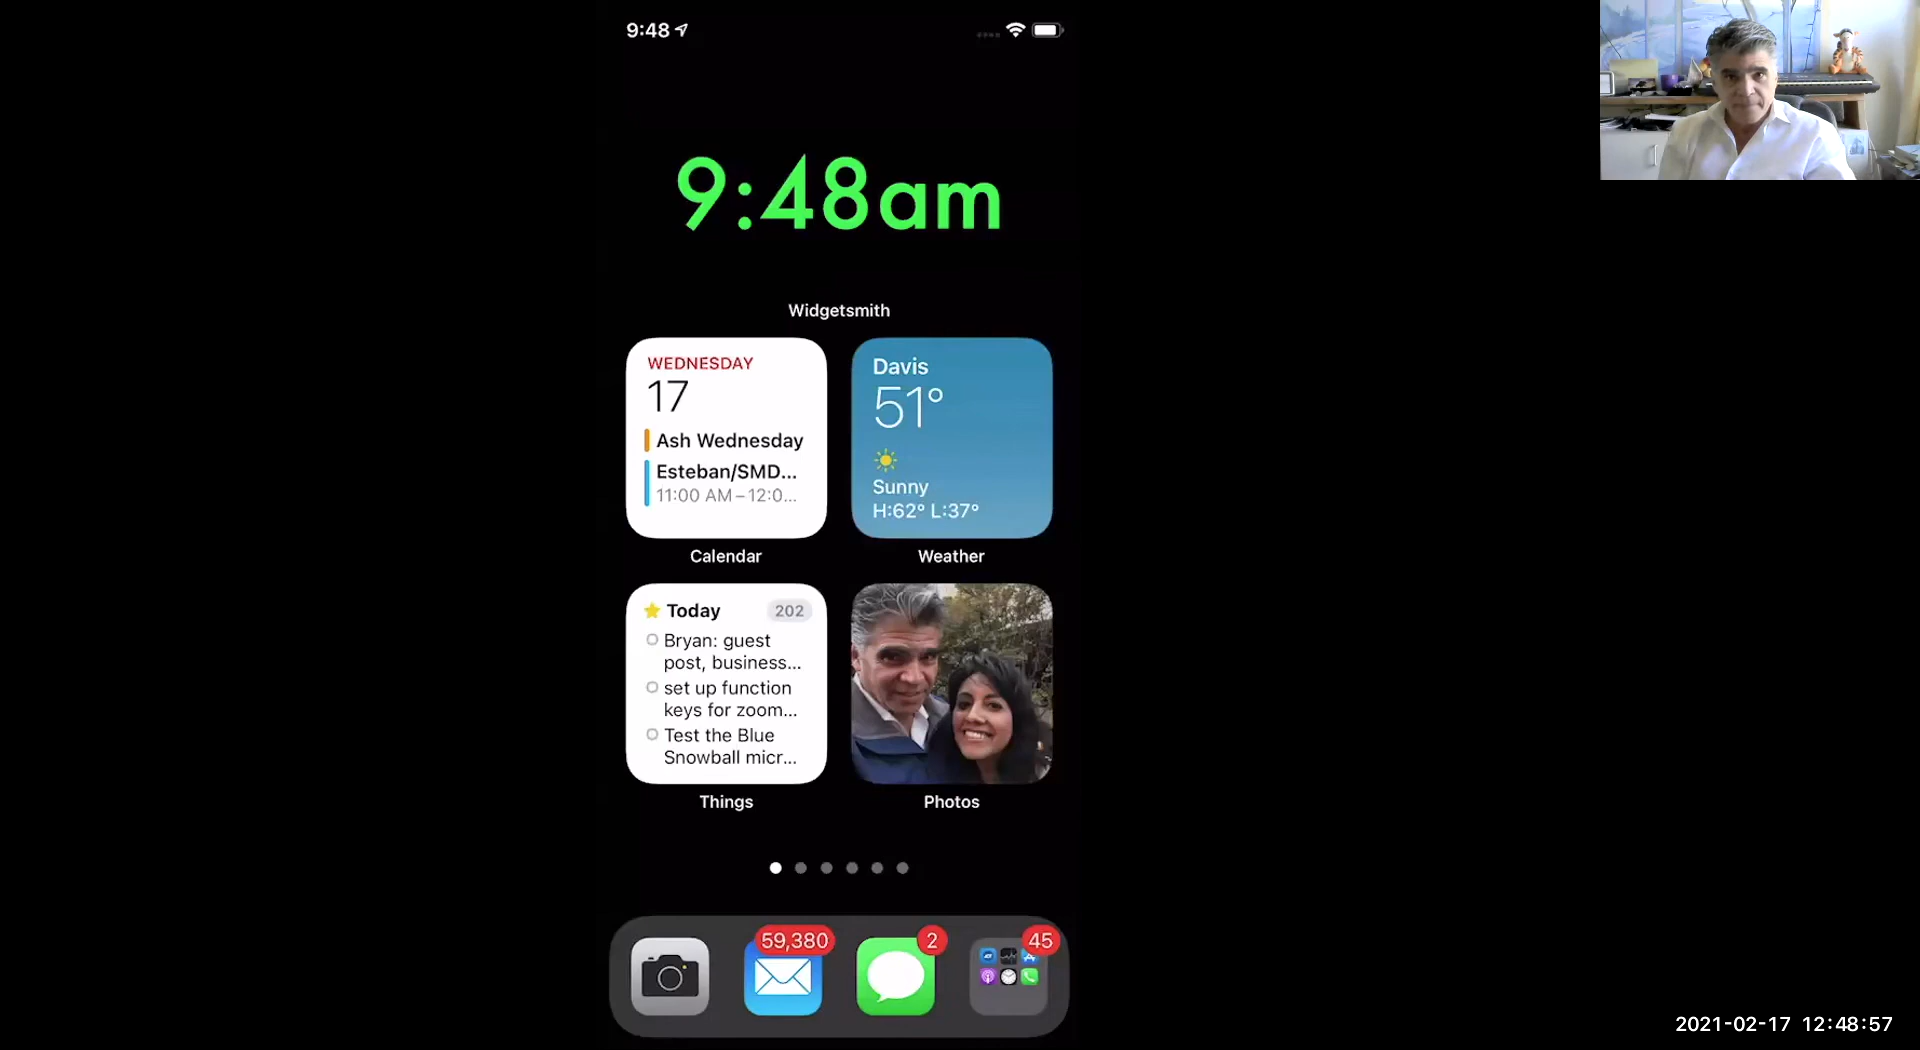 9:48
9:48am
Widgetsmith
WEDNESDAY
17
Ash Wednesday
Esteban/SMD...
11:00 AM – 12:0...
Calendar
Davis
51°
Sunny
H:62° L:37°
Weather
Today 202
Bryan: guest
post, business...
set up function
keys for zoom...
Test the Blue
Snowball micr...
Things
Photos
59,380
2
45
2021-02-17 12:48:57